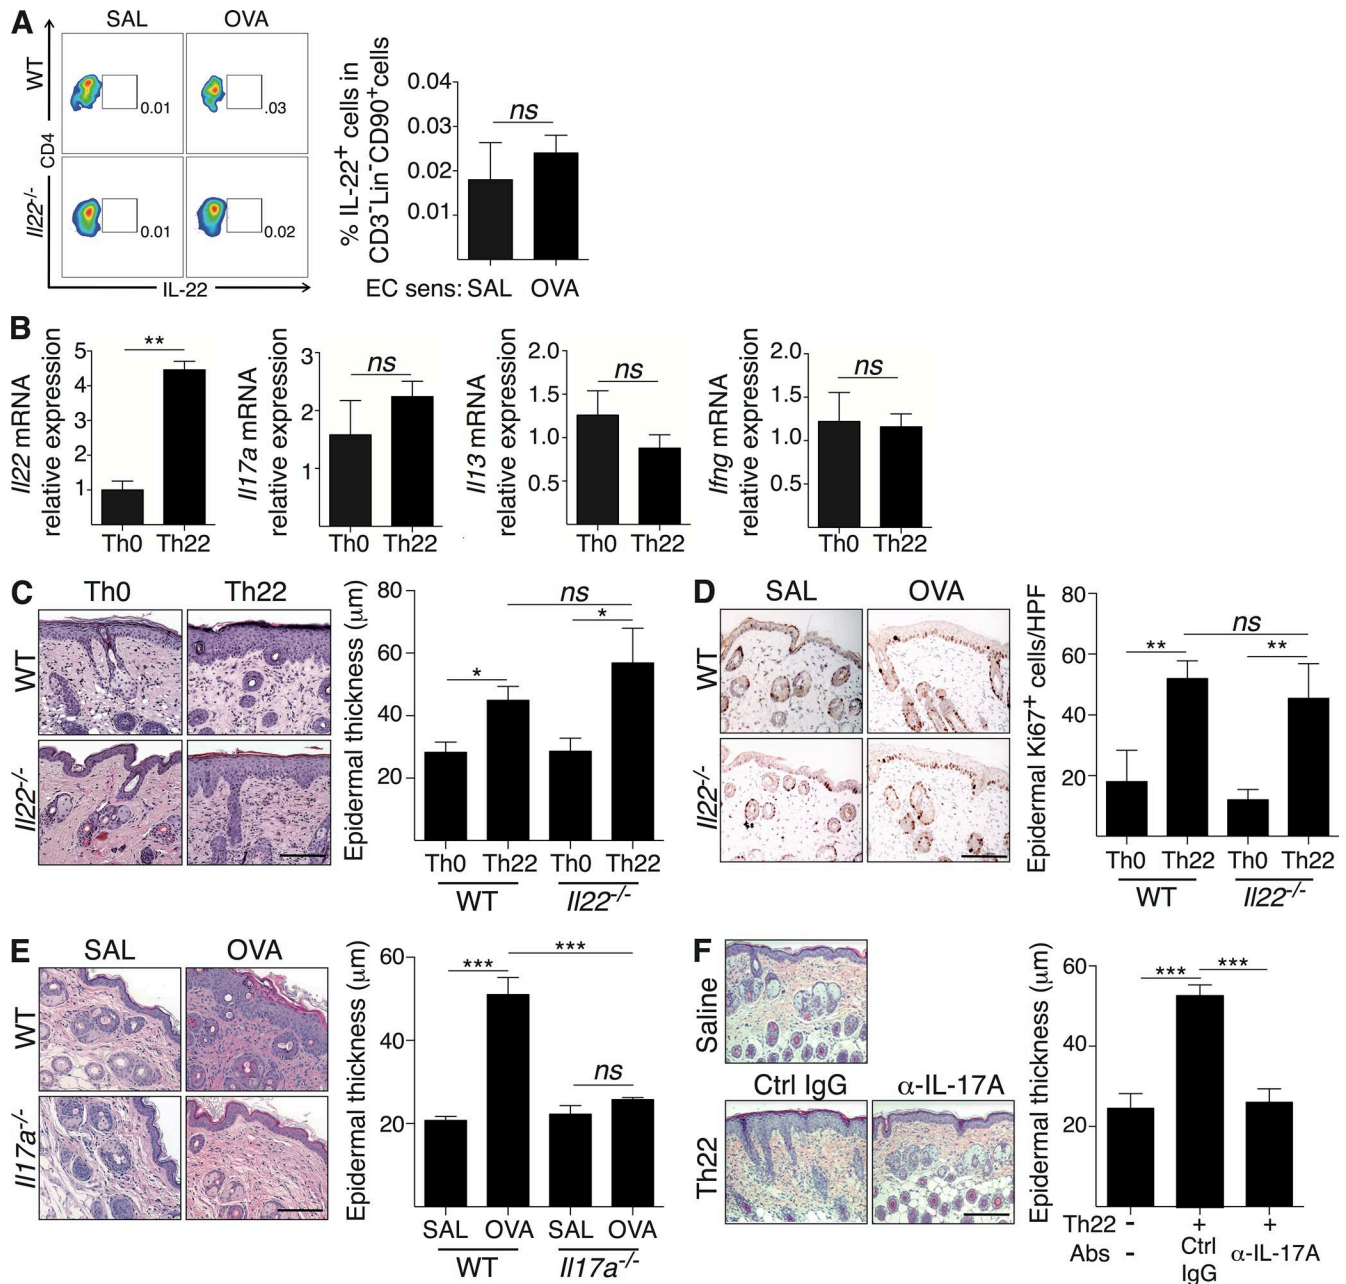 A
SAL OVA
WT
0.01 .03
CD4
Il22-/-
0.01 0.02
IL-22
% IL-22+ cells in
CD3-Lin-CD90+cells
0.04
0.03
0.02
0.01
ns
EC sens: SAL OVA
B
Il22 mRNA
relative expression
5
4
3
2
1
**
Th0 Th22
Il17a mRNA
relative expression
3
2
1
ns
Th0 Th22
Il13 mRNA
relative expression
2.0
1.5
1.0
0.5
ns
Th0 Th22
Ifng mRNA
relative expression
2.0
1.5
1.0
0.5
ns
Th0 Th22
C
Th0 Th22
WT
Il22-/-
Epidermal thickness (μm)
80
60
40
20
ns
*
*
Th0 Th22 Th0 Th22
WT Il22-/-
D
SAL OVA
WT
Il22-/-
Epidermal Ki67+ cells/HPF
80
60
40
20
ns
** **
Th0 Th22 Th0 Th22
WT Il22-/-
E
SAL OVA
WT
Il17a-/-
Epidermal thickness (μm)
60
40
20
***
***
ns
SAL OVA SAL OVA
WT Il17a-/-
F
Saline
Ctrl IgG α-IL-17A
Th22
Epidermal thickness (μm)
60
40
20
*** ***
Th22 - + +
Abs - Ctrl IgG α-IL-17A